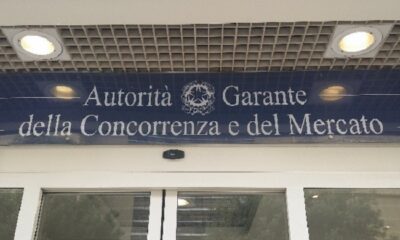 Autorità Garante
della Concorrenza e del Mercato